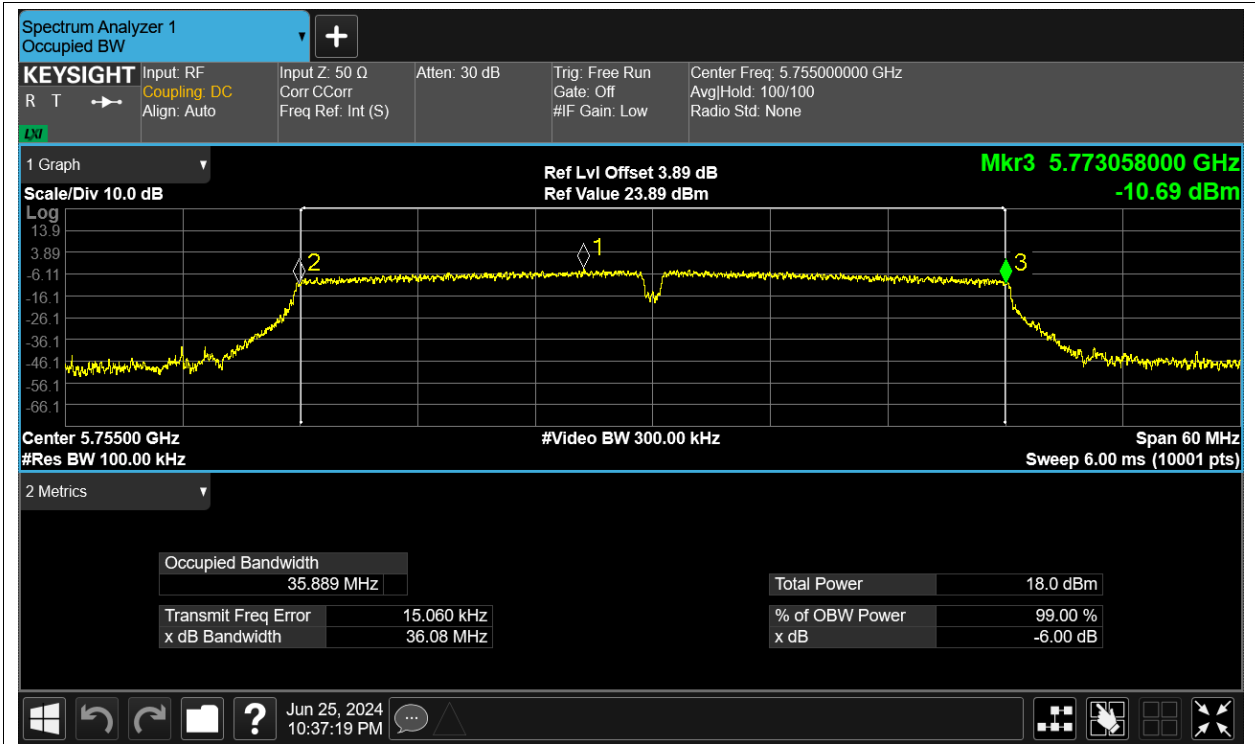 Spectrum Analyzer 1
Occupied BW
KEYSIGHT
R T
LXI
Input: RF
Coupling: DC
Align: Auto
Input Z: 50 Ω
Corr CCorr
Freq Ref: Int (S)
Atten: 30 dB
Trig: Free Run
Gate: Off
#IF Gain: Low
Center Freq: 5.755000000 GHz
Avg|Hold: 100/100
Radio Std: None
1 Graph
Scale/Div 10.0 dB
Ref Lvl Offset 3.89 dB
Ref Value 23.89 dBm
Mkr3 5.773058000 GHz
-10.69 dBm
Log
13.9
3.89
-6.11
-16.1
-26.1
-36.1
-46.1
-56.1
-66.1
1
2
3
Center 5.75500 GHz
#Res BW 100.00 kHz
#Video BW 300.00 kHz
Span 60 MHz
Sweep 6.00 ms (10001 pts)
2 Metrics
Occupied Bandwidth
35.889 MHz
Transmit Freq Error 15.060 kHz
x dB Bandwidth 36.08 MHz
Total Power 18.0 dBm
% of OBW Power 99.00 %
x dB -6.00 dB
?
Jun 25, 2024
10:37:19 PM